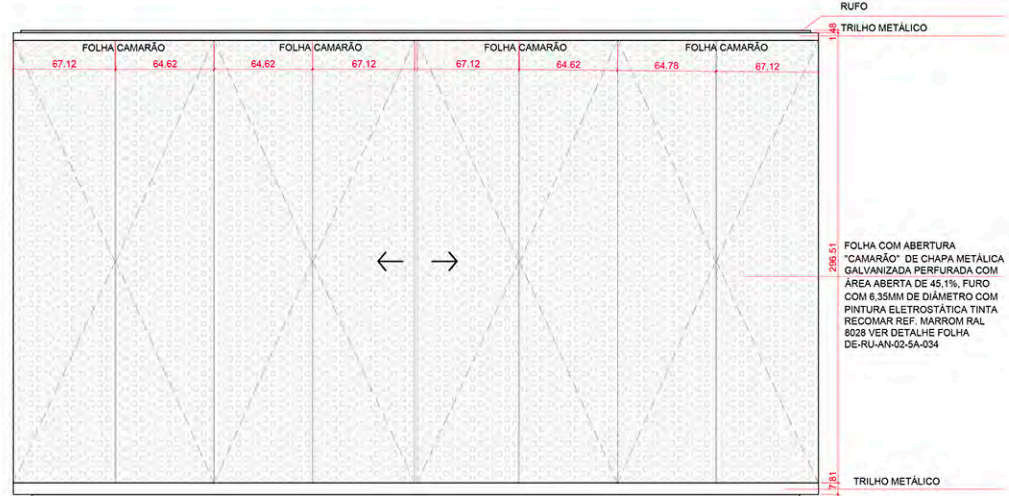 RUFO
TRILHO METÁLICO
1.48
FOLHA CAMARÃO
FOLHA CAMARÃO
FOLHA CAMARÃO
FOLHA CAMARÃO
67.12
64.62
64.62
67.12
67.12
64.62
64.78
67.12
296.51
FOLHA COM ABERTURA
"CAMARÃO" DE CHAPA METÁLICA
GALVANIZADA PERFURADA COM
ÁREA ABERTA DE 45,1%, FURO
COM 6,35MM DE DIÂMETRO COM
PINTURA ELETROSTÁTICA TINTA
RECOMAR REF. MARROM RAL
8028 VER DETALHE FOLHA
DE-RU-AN-02-5A-034
7.81
TRILHO METÁLICO